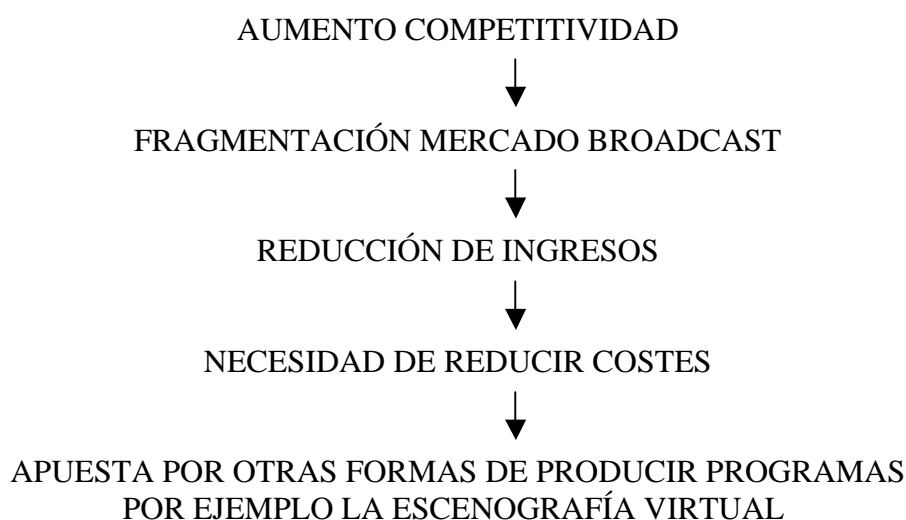 AUMENTO COMPETITIVIDAD
FRAGMENTACIÓN MERCADO BROADCAST
REDUCCIÓN DE INGRESOS
NECESIDAD DE REDUCIR COSTES
APUESTA POR OTRAS FORMAS DE PRODUCIR PROGRAMAS
POR EJEMPLO LA ESCENOGRAFÍA VIRTUAL